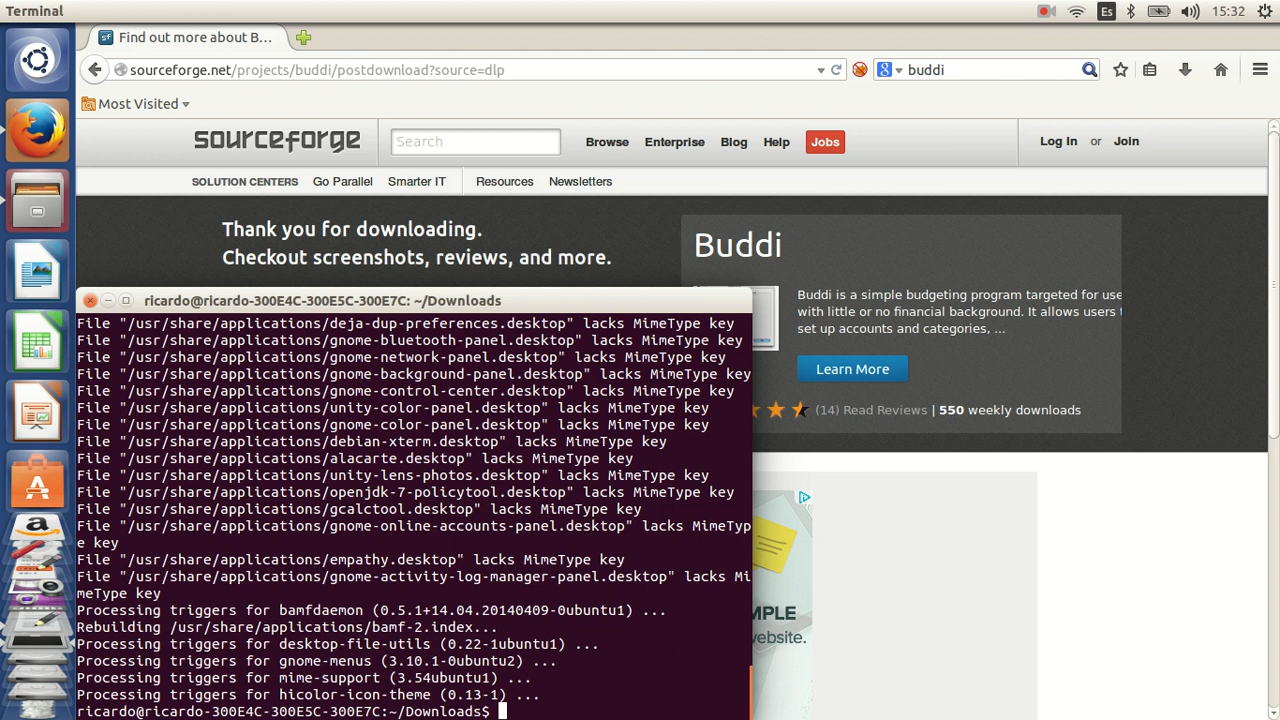 Terminal
Es
15:32
sf Find out more about B...
sourceforge.net/projects/buddi/postdownload?source=dlp
8 buddi
Most Visited
sourceforge
Search
Browse Enterprise Blog Help Jobs
Log In or Join
SOLUTION CENTERS Go Parallel Smarter IT Resources Newsletters
Thank you for downloading.
Checkout screenshots, reviews, and more.
Buddi
Buddi is a simple budgeting program targeted for use
with little or no financial background. It allows users t
set up accounts and categories, ...
Learn More
(14) Read Reviews | 550 weekly downloads
ricardo@ricardo-300E4C-300E5C-300E7C: ~/Downloads
File "/usr/share/applications/deja-dup-preferences.desktop" lacks MimeType key
File "/usr/share/applications/gnome-bluetooth-panel.desktop" lacks MimeType key
File "/usr/share/applications/gnome-network-panel.desktop" lacks MimeType key
File "/usr/share/applications/gnome-background-panel.desktop" lacks MimeType key
File "/usr/share/applications/gnome-control-center.desktop" lacks MimeType key
File "/usr/share/applications/unity-color-panel.desktop" lacks MimeType key
File "/usr/share/applications/gnome-color-panel.desktop" lacks MimeType key
File "/usr/share/applications/debian-xterm.desktop" lacks MimeType key
File "/usr/share/applications/alacarte.desktop" lacks MimeType key
File "/usr/share/applications/unity-lens-photos.desktop" lacks MimeType key
File "/usr/share/applications/openjdk-7-policytool.desktop" lacks MimeType key
File "/usr/share/applications/gcalctool.desktop" lacks MimeType key
File "/usr/share/applications/gnome-online-accounts-panel.desktop" lacks MimeTyp
e key
File "/usr/share/applications/empathy.desktop" lacks MimeType key
File "/usr/share/applications/gnome-activity-log-manager-panel.desktop" lacks Mi
meType key
Processing triggers for bamfdaemon (0.5.1+14.04.20140409-0ubuntu1) ...
Rebuilding /usr/share/applications/bamf-2.index...
Processing triggers for desktop-file-utils (0.22-1ubuntu1) ...
Processing triggers for gnome-menus (3.10.1-0ubuntu2) ...
Processing triggers for mime-support (3.54ubuntu1) ...
Processing triggers for hicolor-icon-theme (0.13-1) ...
ricardo@ricardo-300E4C-300E5C-300E7C:~/Downloads$
MPLE
website.